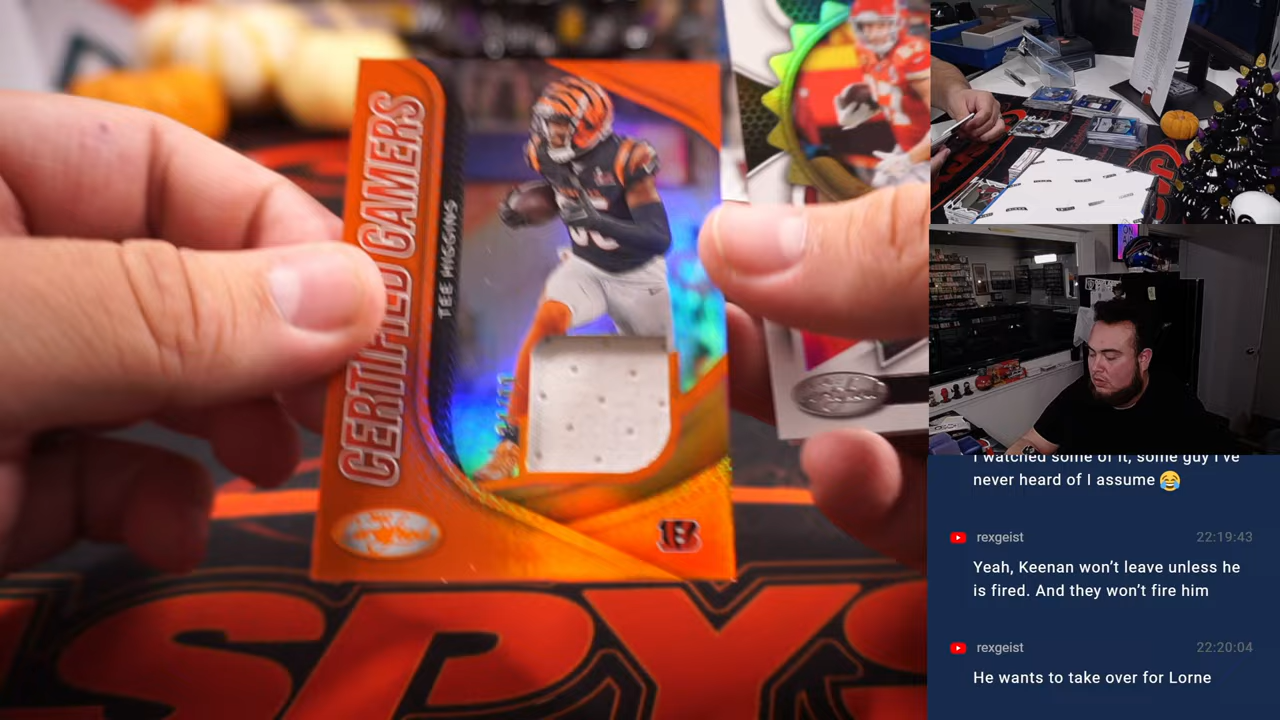 CERTIFIED GAMERS
TEE HIGGINS
SPY
I watched some of it, some guy I've
never heard of I assume 😂
rexgeist 22:19:43
Yeah, Keenan won’t leave unless he
is fired. And they won’t fire him
rexgeist 22:20:04
He wants to take over for Lorne